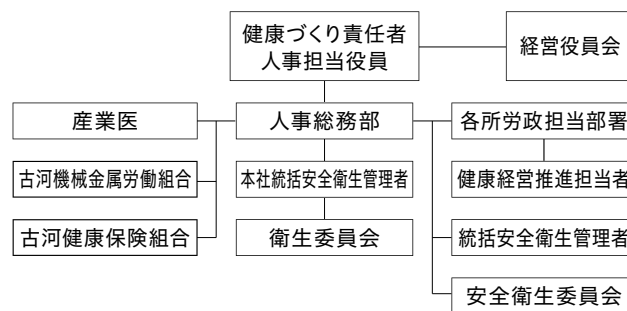 健康づくり責任者
人事担当役員
経営役員会
産業医
人事総務部
各所労政担当部署
古河機械金属労働組合
本社統括安全衛生管理者
健康経営推進担当者
古河健康保険組合
衛生委員会
統括安全衛生管理者
安全衛生委員会